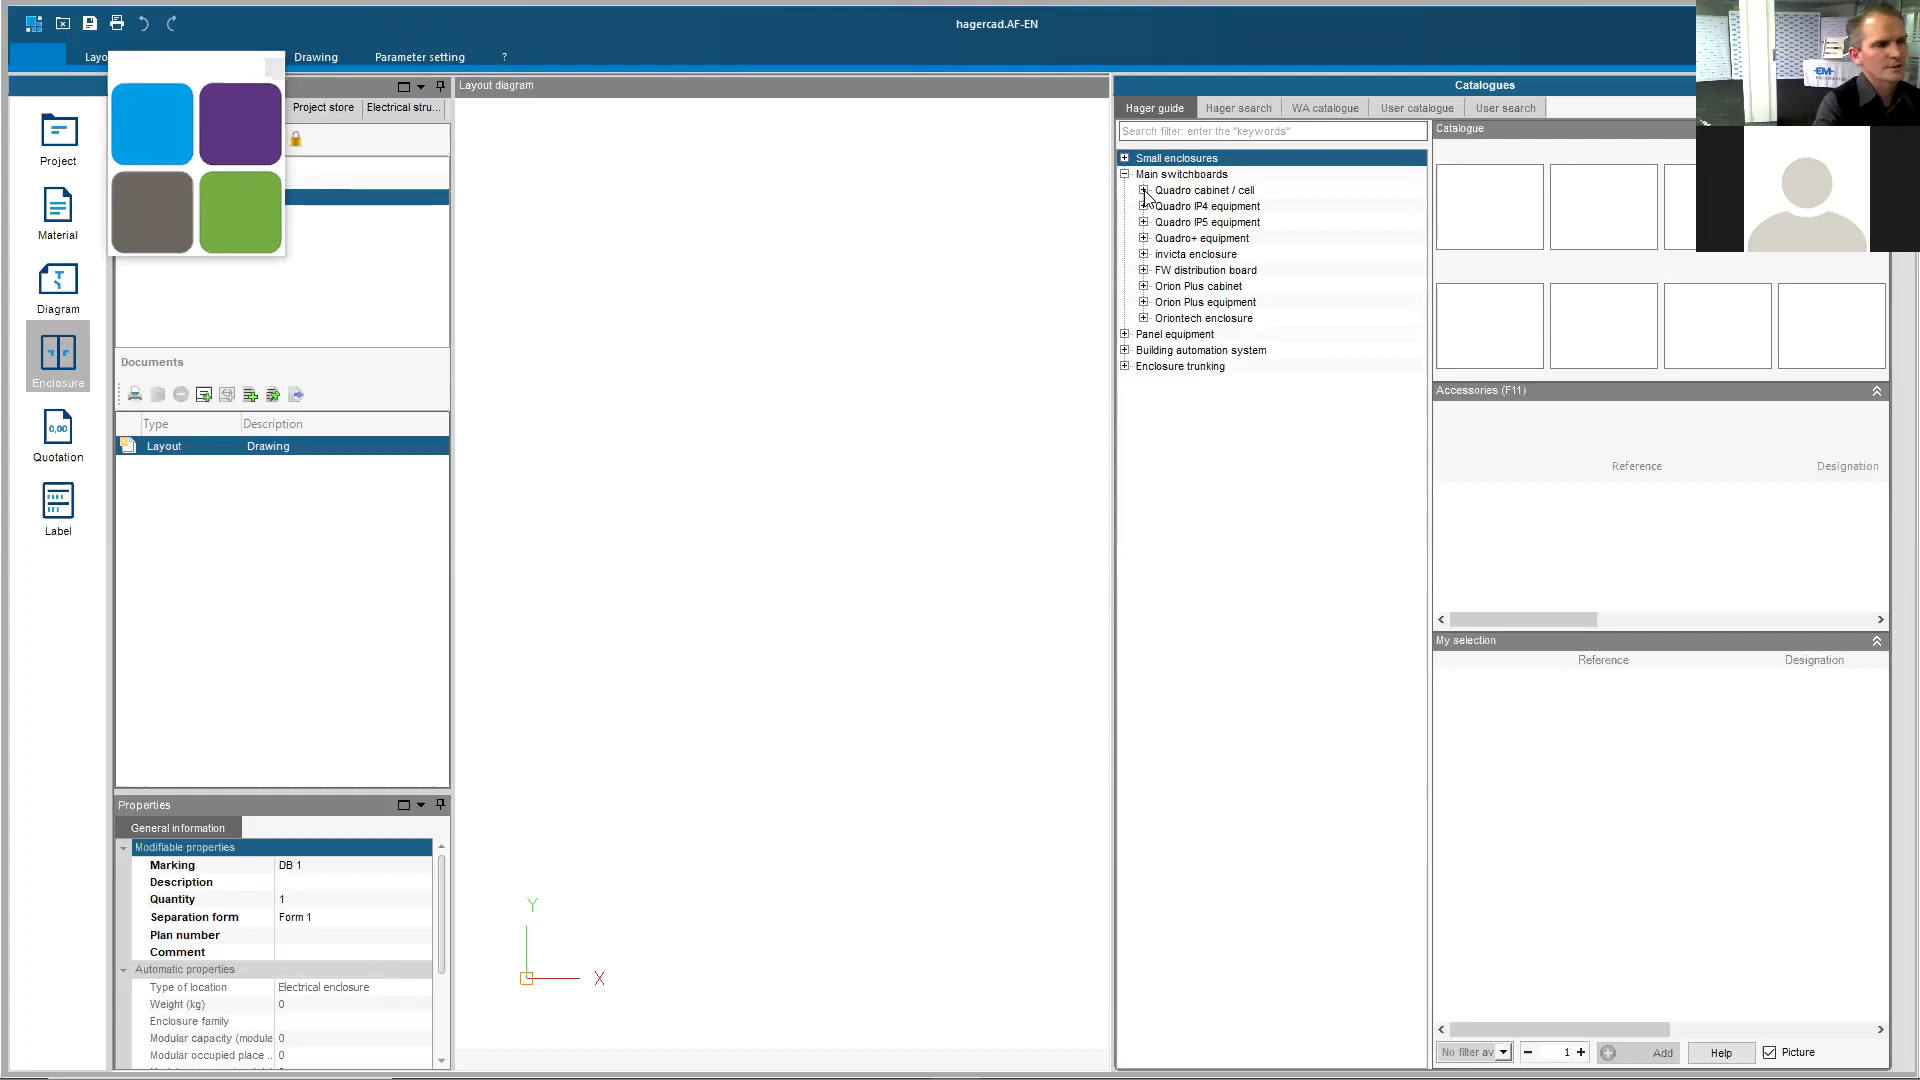 hagercad.AF-EN
Layo
Drawing
Parameter setting
?
Project store
Electrical stru...
Layout diagram
Catalogues
Hager guide
Hager search
WA catalogue
User catalogue
User search
Search filter: enter the "keywords"
Catalogue
Small enclosures
Main switchboards
Quadro cabinet / cell
Quadro IP4 equipment
Quadro IP5 equipment
Quadro+ equipment
invicta enclosure
FW distribution board
Orion Plus cabinet
Orion Plus equipment
Oriontech enclosure
Panel equipment
Building automation system
Enclosure trunking
Project
Material
Diagram
Enclosure
0,00
Quotation
Label
Documents
Type Description
Layout Drawing
Accessories (F11)
Reference Designation
My selection
Reference Designation
Properties
General information
Modifiable properties
Marking DB 1
Description
Quantity 1
Separation form Form 1
Plan number
Comment
Automatic properties
Type of location Electrical enclosure
Weight (kg) 0
Enclosure family
Modular capacity (module 0
Modular occupied place .. 0
Y
X
No filter av
1
Add
Help
Picture
EM